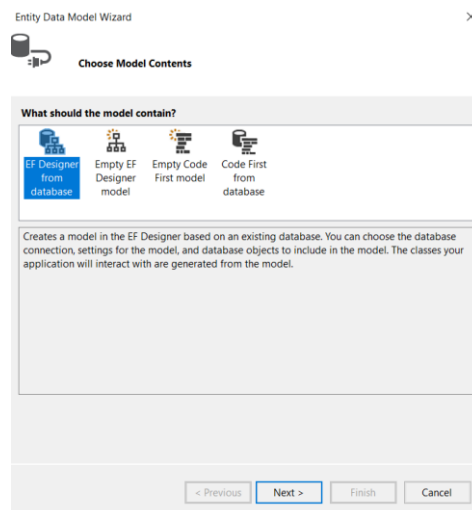 Entity Data Model Wizard
Choose Model Contents
What should the model contain?
EF Designer
from
database
Empty EF
Designer
model
Empty Code
First model
Code First
from
database
Creates a model in the EF Designer based on an existing database. You can choose the database
connection, settings for the model, and database objects to include in the model. The classes your
application will interact with are generated from the model.
< Previous
Next >
Finish
Cancel